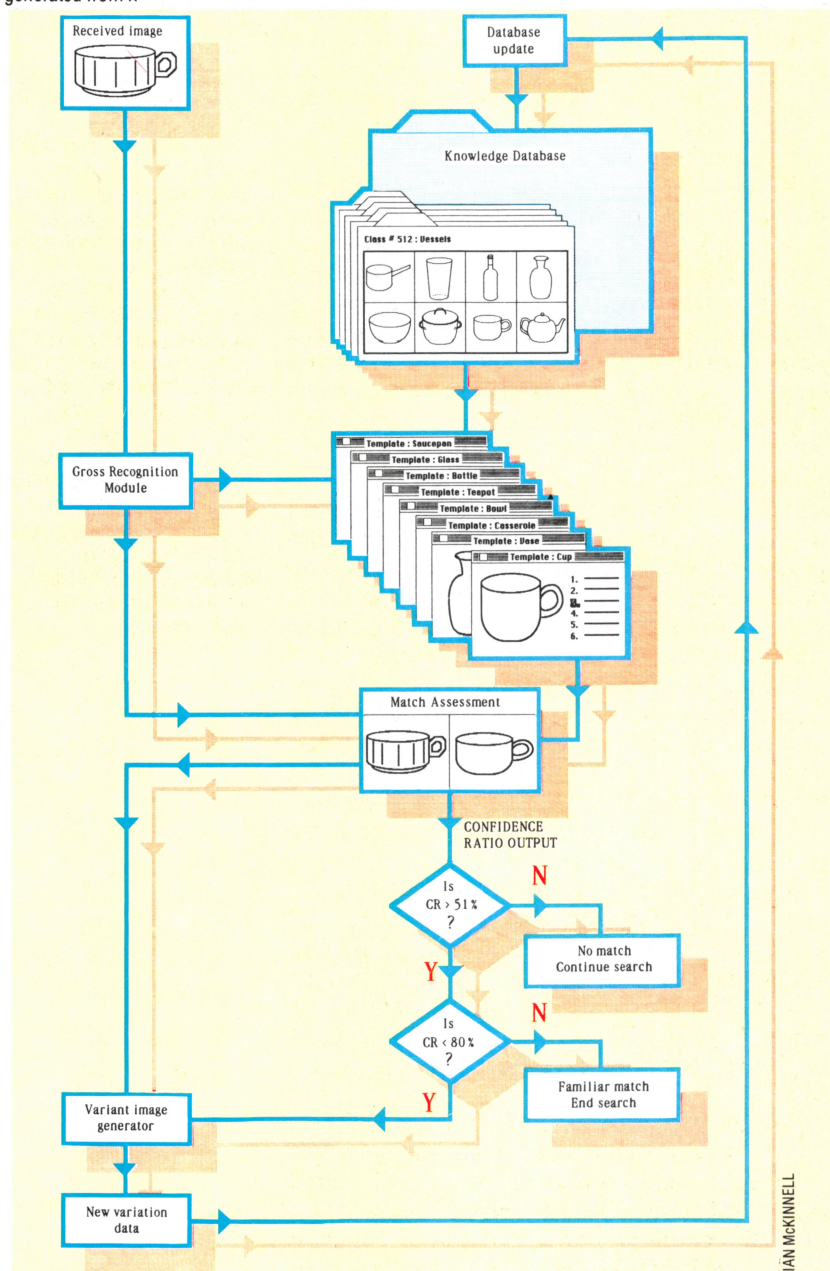 generated from it
Received image
Database
update
Knowledge Database
Class # 512 : Vessels
Gross Recognition
Module
Template : Saucepan
Template : Glass
Template : Bottle
Template : Teapot
Template : Bowl
Template : Casserole
Template : Vase
Template : Cup
1.
2.
4.
5.
6.
Match Assessment
CONFIDENCE
RATIO OUTPUT
Is
CR > 51%
?
N
No match
Continue search
Y
Is
CR < 80%
?
N
Familiar match
End search
Y
Variant image
generator
New variation
data
IAN McKINNELL